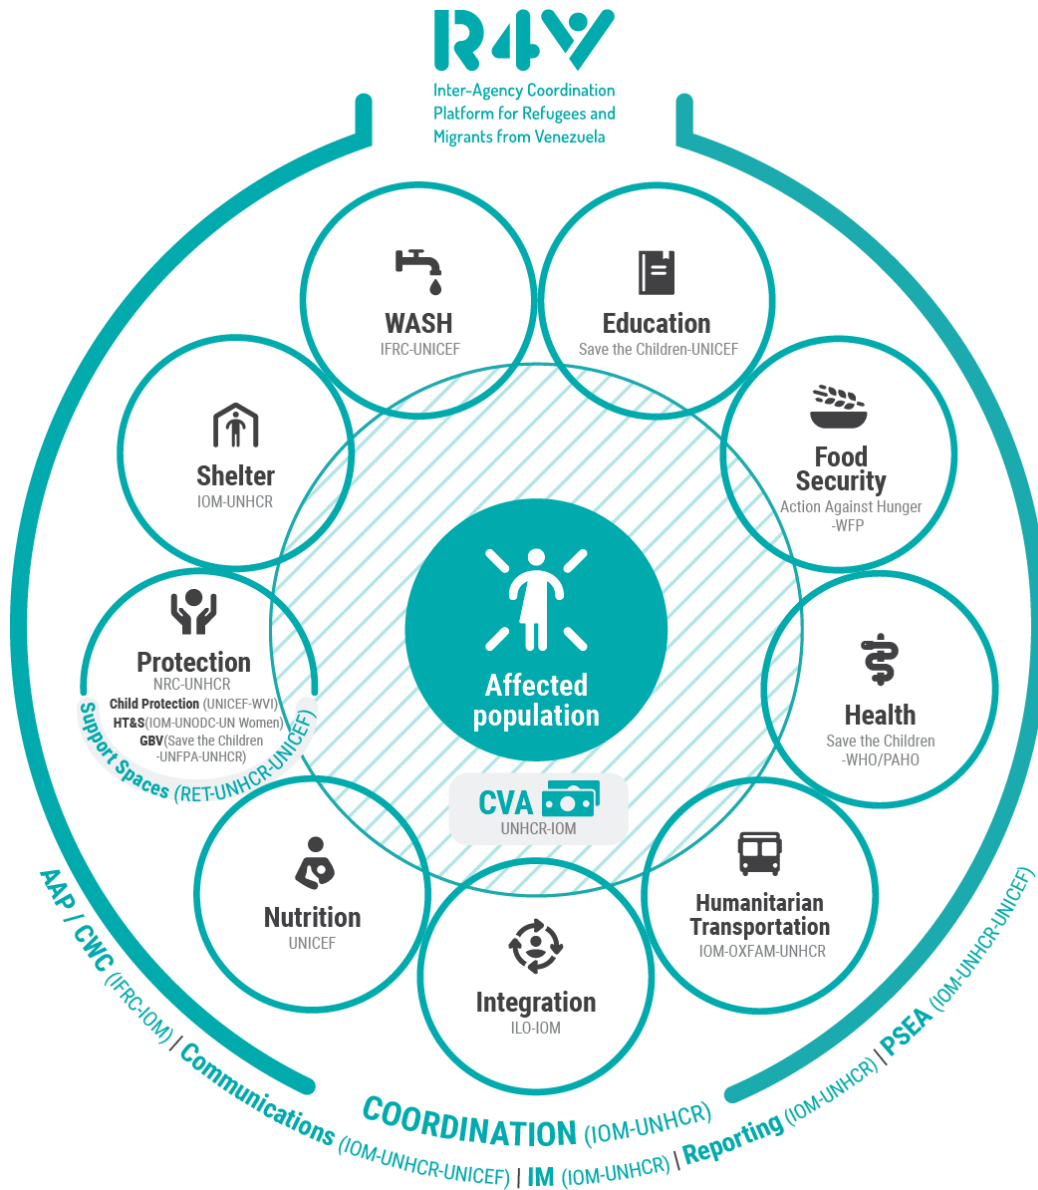 R4V
Inter-Agency Coordination
Platform for Refugees and
Migrants from Venezuela
WASH
IFRC-UNICEF
Education
Save the Children-UNICEF
Shelter
IOM-UNHCR
Food
Security
Action Against Hunger
-WFP
Protection
NRC-UNHCR
Child Protection (UNICEF-WVI)
HT&S(IOM-UNODC-UN Women)
GBV(Save the Children
-UNFPA-UNHCR)
Support Spaces (RET-UNHCR-UNICEF)
Affected
population
Health
Save the Children
-WHO/PAHO
CVA
UNHCR-IOM
Nutrition
UNICEF
Humanitarian
Transportation
IOM-OXFAM-UNHCR
Integration
ILO-IOM
COORDINATION (IOM-UNHCR)
AAP / CWC (IFRC-IOM) | Communications (IOM-UNHCR-UNICEF) | IM (IOM-UNHCR) | Reporting (IOM-UNHCR) | PSEA (IOM-UNHCR-UNICEF)